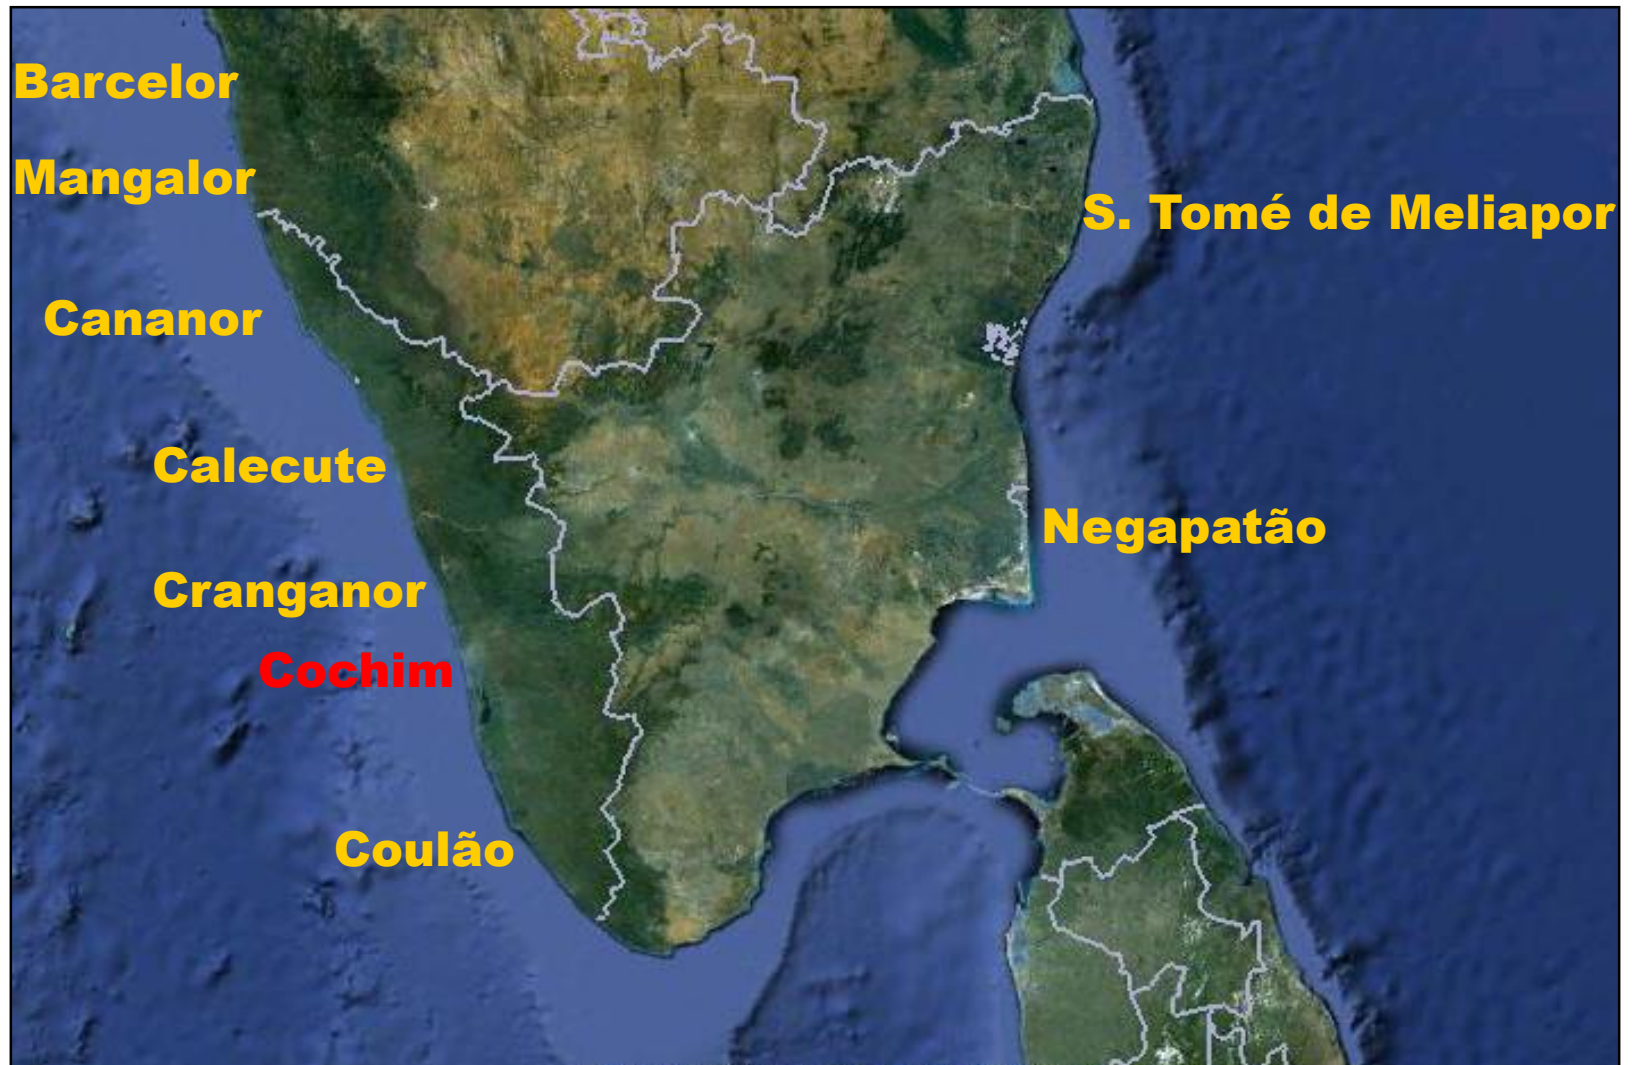 Barcelor
Mangalor
S. Tomé de Meliapor
Cananor
Calecute
Negapatão
Cranganor
Cochim
Coulão